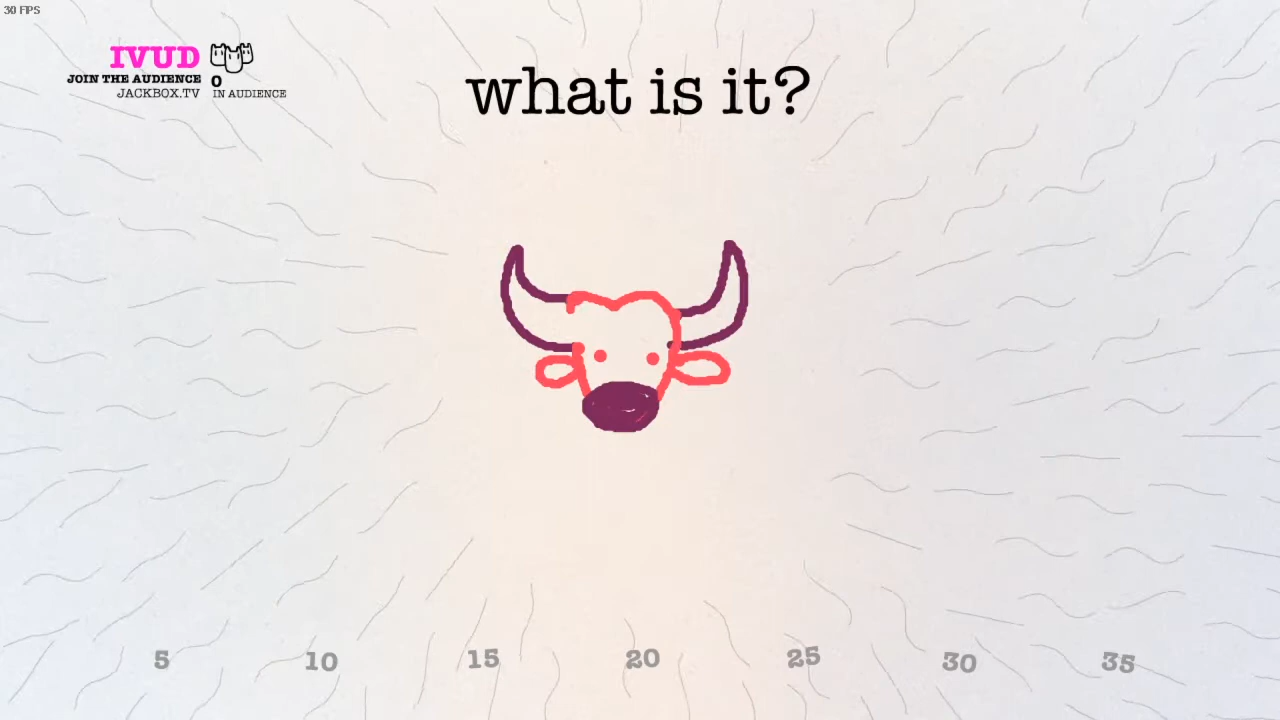 30 FPS
IVUD
JOIN THE AUDIENCE
JACKBOX.TV
0
IN AUDIENCE
what is it?
5 10 15 20 25 30 35